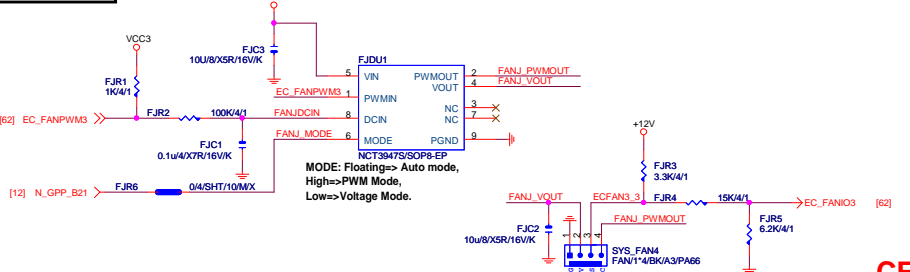 VCC3
FJC3
10U/8/X5R/16V/K
FJR1
1K/4/1
FJDU1
5 VIN PWMOUT 2 FANJ_PWMOUT
VOUT 4 FANJ_VOUT
EC_FANPWM3 1 PWMIN
NC 3
[62] EC_FANPWM3 FJR2 100K/4/1 FANJDCIN 8 DCIN NC 7
FANJ_MODE 6 MODE PGND 9
FJC1
0.1u/4/X7R/16V/K
NCT3947S/SOP8-EP
MODE: Floating=> Auto mode,
High=>PWM Mode,
Low=>Voltage Mode.
[12] N_GPP_B21 FJR6 0/4/SHT/10/M/X
+12V
FJR3
3.3K/4/1
FANJ_VOUT ECFAN3_3 FJR4 15K/4/1 EC_FANIO3 [62]
FANJ_PWMOUT
FJC2
10u/8/X5R/16V/K
1 2 3 4
G V S C
SYS_FAN4
FAN/1*4/BK/A3/PA66
FJR5
6.2K/4/1